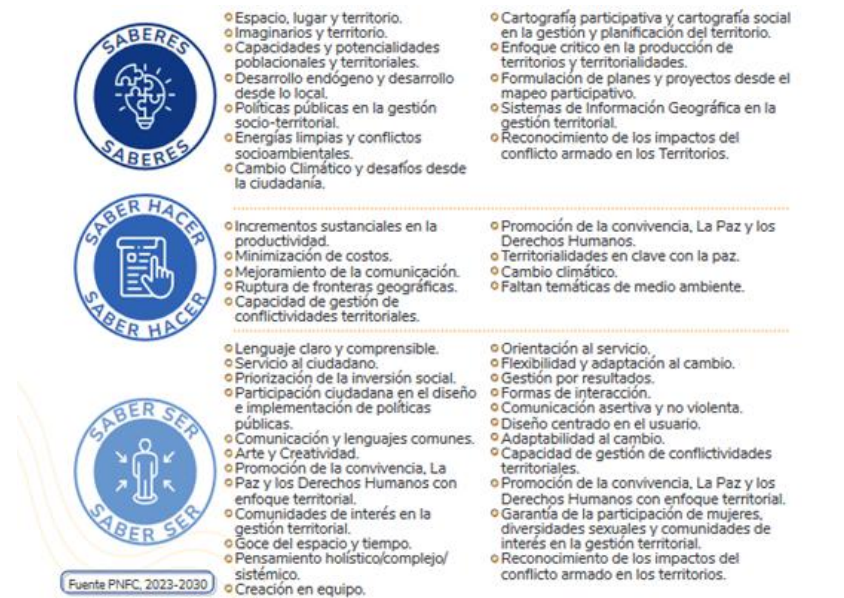 SABERES
SABERES
Espacio, lugar y territorio.
Imaginarios y territorio.
Capacidades y potencialidades
poblacionales y territoriales.
Desarrollo endógeno y desarrollo
desde lo local.
Políticas públicas en la gestión
socio-territorial.
Energías limpias y conflictos
socioambientales.
Cambio Climático y desafíos desde
la ciudadanía.
Cartografía participativa y cartografía social
en la gestión y planificación del territorio.
Enfoque critico en la producción de
territorios y territorialidades.
Formulación de planes y proyectos desde el
mapeo participativo.
Sistemas de Información Geográfica en la
gestión territorial.
Reconocimiento de los impactos del
conflicto armado en los Territorios.
SABER HACER
SABER HACER
Incrementos sustanciales en la
productividad.
Minimización de costos.
Mejoramiento de la comunicación.
Ruptura de fronteras geográficas.
Capacidad de gestión de
conflictividades territoriales.
Promoción de la convivencia, La Paz y los
Derechos Humanos.
Territorialidades en clave con la paz.
Cambio climático.
Faltan temáticas de medio ambiente.
SABER SER
SABER SER
Lenguaje claro y comprensible.
Servicio al ciudadano.
Priorización de la inversión social.
Participación ciudadana en el diseño
e implementación de políticas
públicas.
Comunicación y lenguajes comunes.
Arte y Creatividad.
Promoción de la convivencia, La
Paz y los Derechos Humanos con
enfoque territorial.
Comunidades de interés en la
gestión territorial.
Goce del espacio y tiempo.
Pensamiento holístico/complejo/
sistémico.
Creación en equipo.
Orientación al servicio.
Flexibilidad y adaptación al cambio.
Gestión por resultados.
Formas de interacción.
Comunicación asertiva y no violenta.
Diseño centrado en el usuario.
Adaptabilidad al cambio.
Capacidad de gestión de conflictividades
territoriales.
Promoción de la convivencia, La Paz y los
Derechos Humanos con enfoque territorial.
Garantía de la participación de mujeres,
diversidades sexuales y comunidades de
interés en la gestión territorial.
Reconocimiento de los impactos del
conflicto armado en los territorios.
Fuente PNFC, 2023-2030